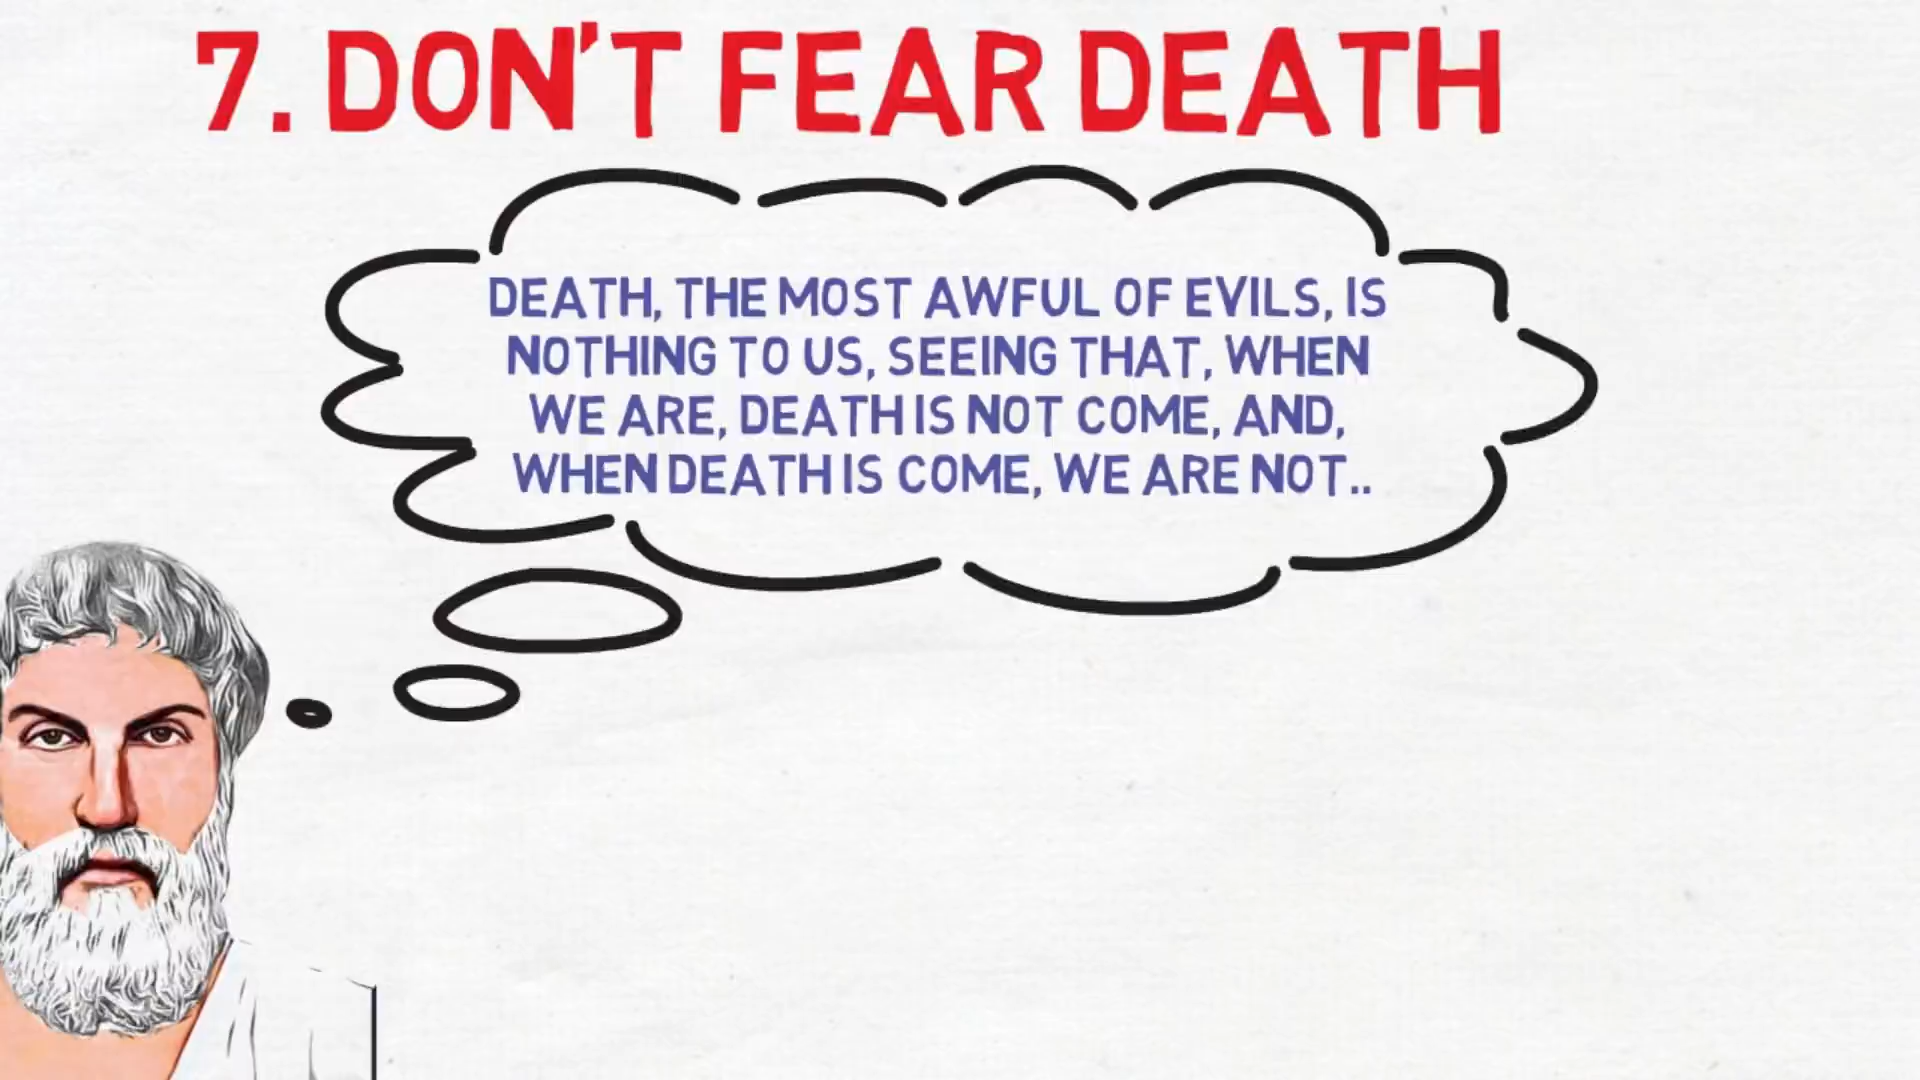 7. DON'T FEAR DEATH
DEATH, THE MOST AWFUL OF EVILS, IS
NOTHING TO US, SEEING THAT, WHEN
WE ARE, DEATH IS NOT COME, AND,
WHEN DEATH IS COME, WE ARE NOT..